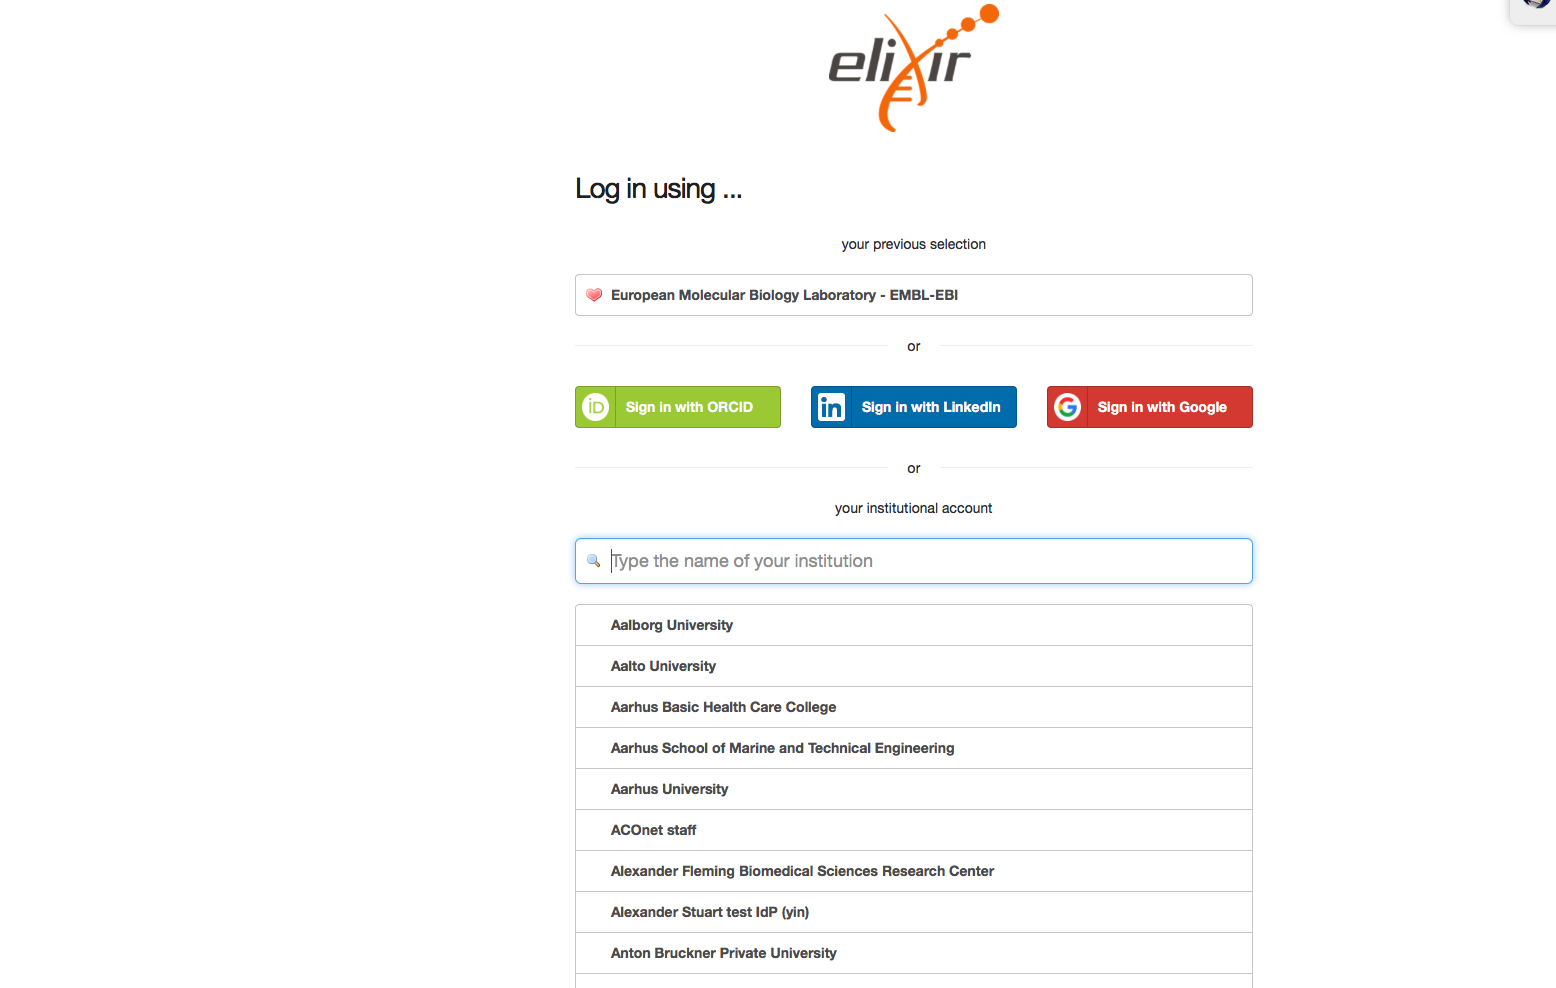 elixir
Log in using ...
your previous selection
European Molecular Biology Laboratory - EMBL-EBI
or
iD Sign in with ORCID
in Sign in with LinkedIn
G Sign in with Google
or
your institutional account
Type the name of your institution
Aalborg University
Aalto University
Aarhus Basic Health Care College
Aarhus School of Marine and Technical Engineering
Aarhus University
ACOnet staff
Alexander Fleming Biomedical Sciences Research Center
Alexander Stuart test IdP (yin)
Anton Bruckner Private University